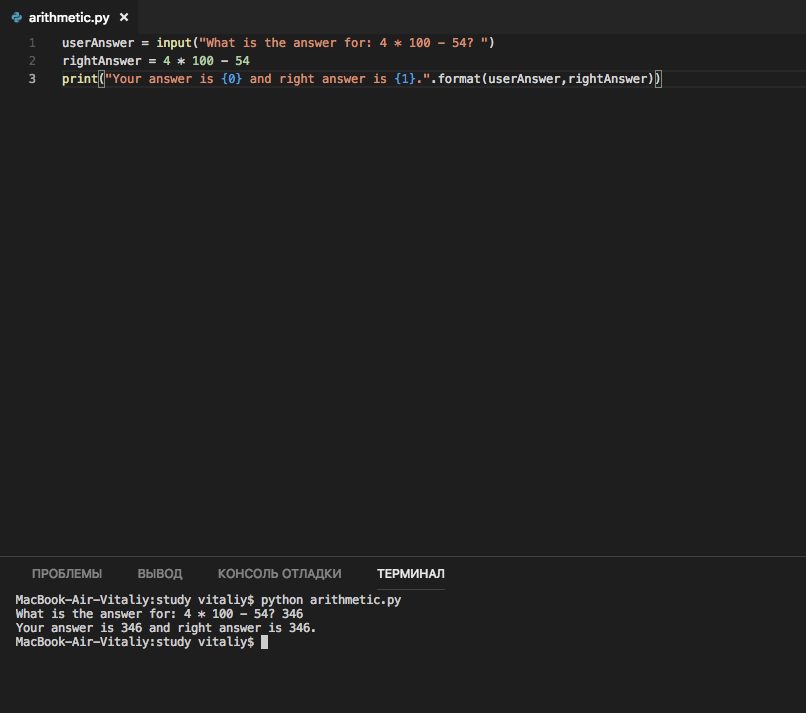 arithmetic.py ×
1 userAnswer = input("What is the answer for: 4 * 100 - 54? ")
2 rightAnswer = 4 * 100 - 54
3 print("Your answer is {0} and right answer is {1}.".format(userAnswer,rightAnswer))
ПРОБЛЕМЫ ВЫВОД КОНСОЛЬ ОТЛАДКИ ТЕРМИНАЛ
MacBook-Air-Vitaliy:study vitaliy$ python arithmetic.py
What is the answer for: 4 * 100 - 54? 346
Your answer is 346 and right answer is 346.
MacBook-Air-Vitaliy:study vitaliy$